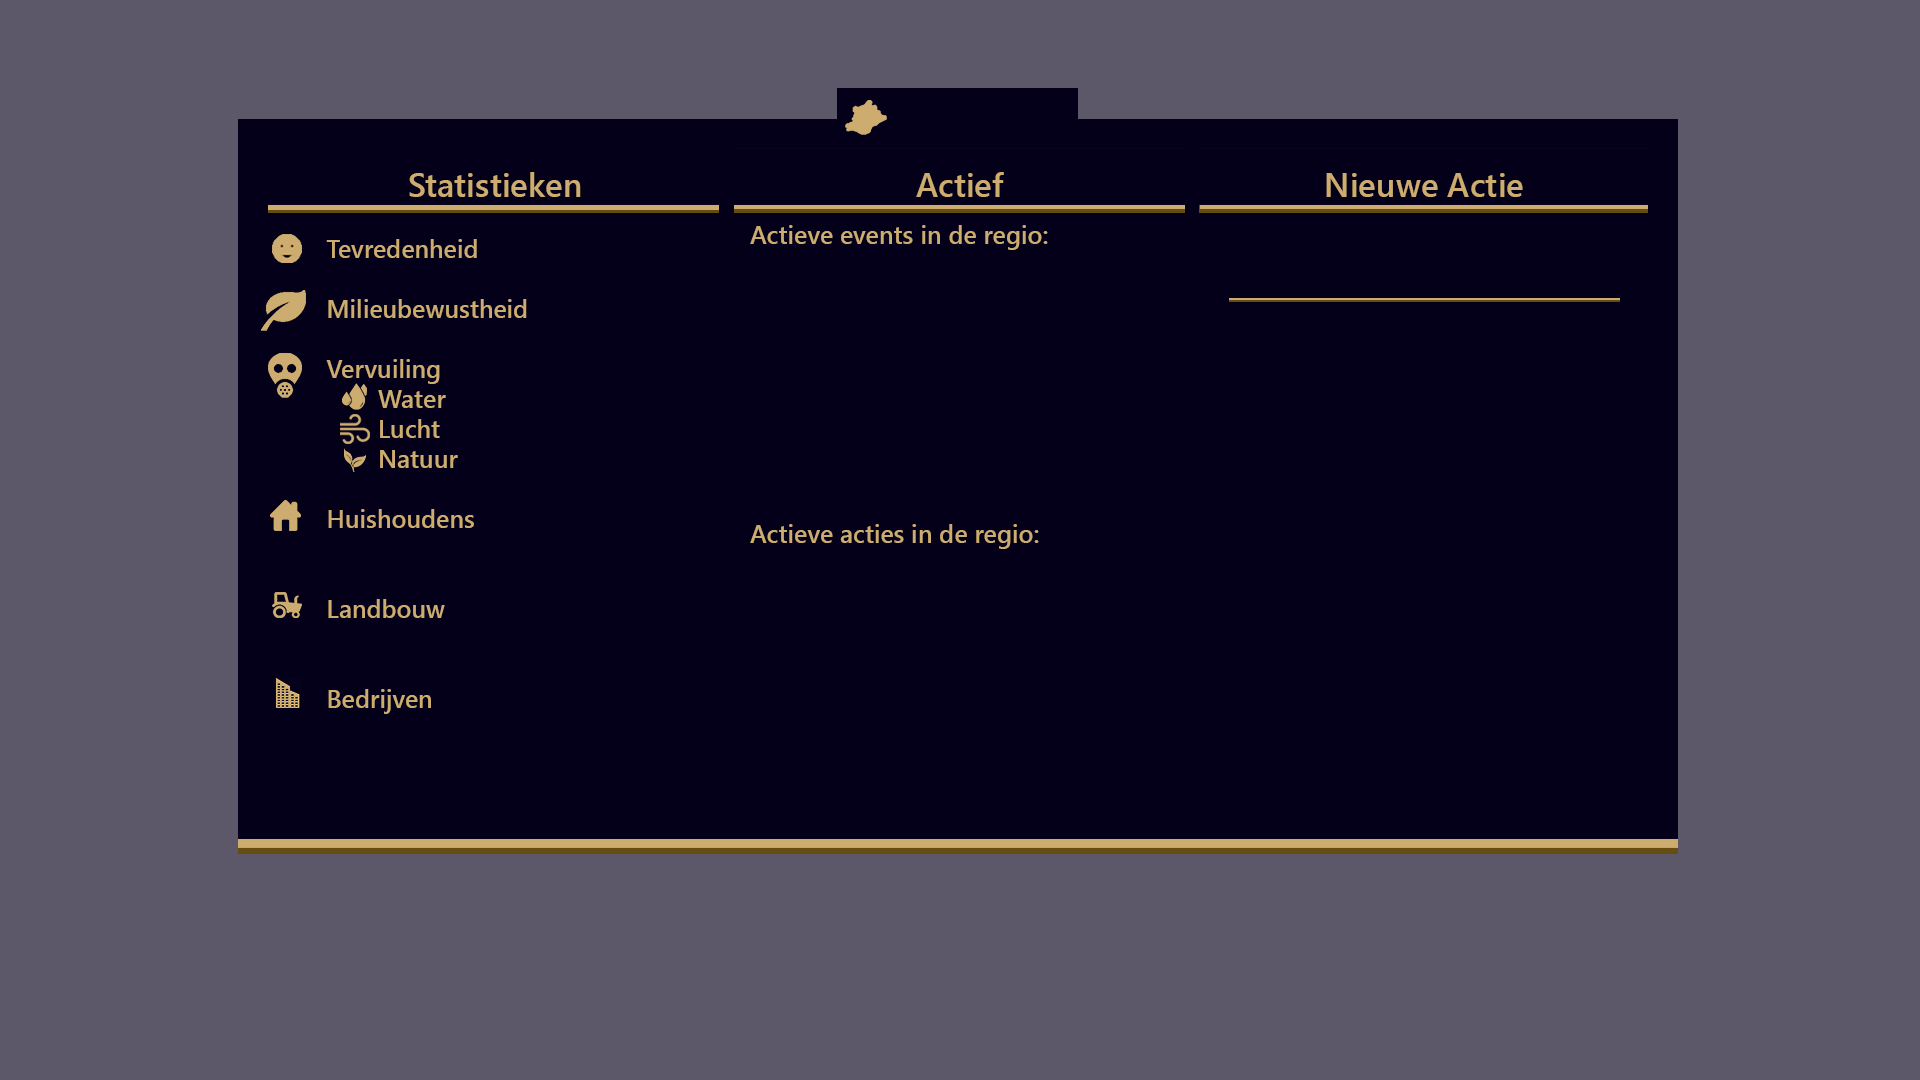 Statistieken
Tevredenheid
Milieubewustheid
Vervuiling
Water
Lucht
Natuur
Huishoudens
Landbouw
Bedrijven
Actief
Actieve events in de regio:
Actieve acties in de regio:
Nieuwe Actie